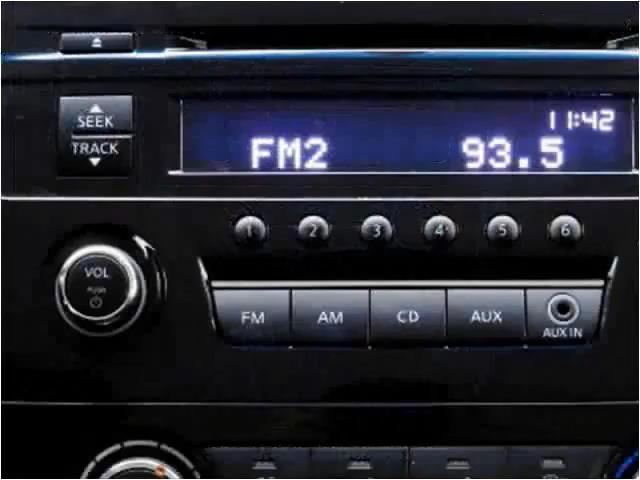 SEEK
TRACK
11:42
FM2 93.5
1 2 3 4 5 6
VOL
PUSH
FM AM CD AUX
AUX IN